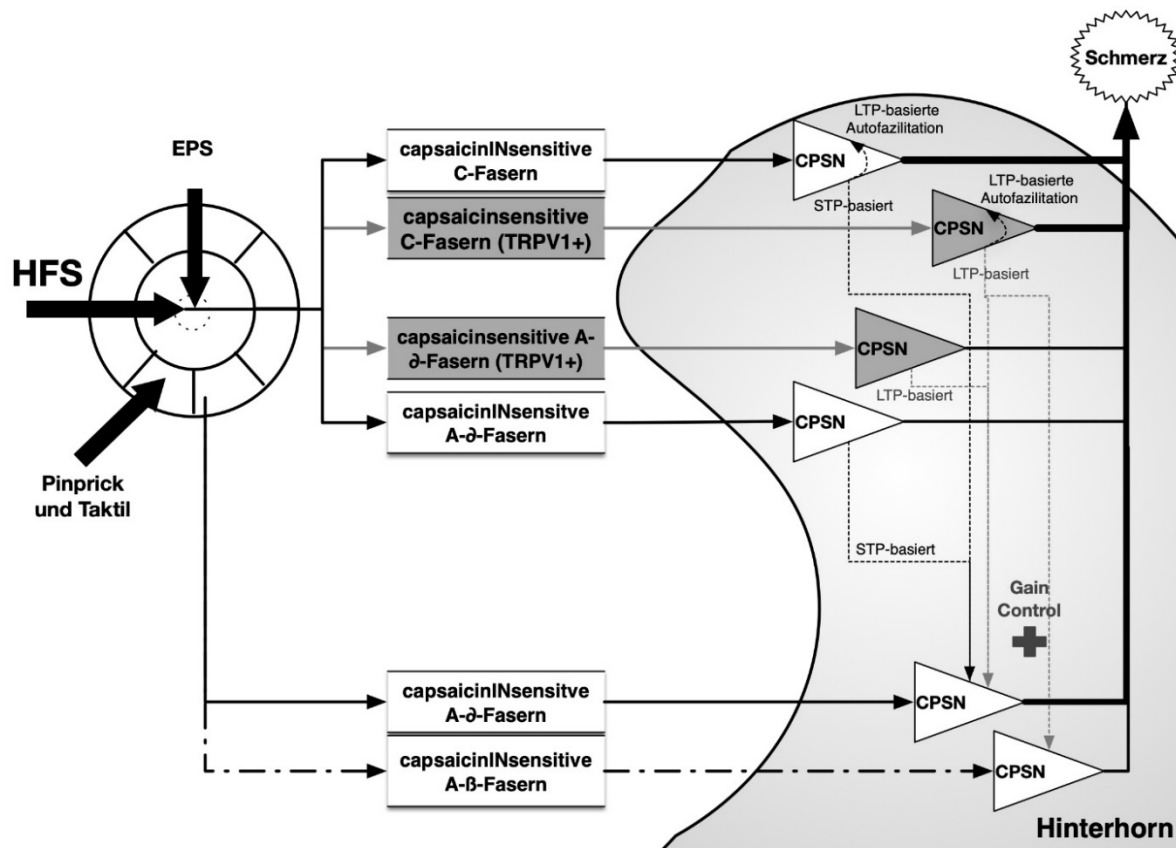 Schmerz
LTP-basierte
Autofazilitation
EPS
capsaicinINsensitive
C-Fasern
CPSN
LTP-basierte
Autofazilitation
STP-basiert
capsaicinsensitive
C-Fasern (TRPV1+)
CPSN
HFS
LTP-basiert
capsaicinsensitive A-
∂-Fasern (TRPV1+)
CPSN
LTP-basiert
capsaicinINsensitve
A-∂-Fasern
CPSN
Pinprick
und Taktil
STP-basiert
Gain
Control
capsaicinINsensitve
A-∂-Fasern
CPSN
capsaicinINsensitive
A-ß-Fasern
CPSN
Hinterhorn